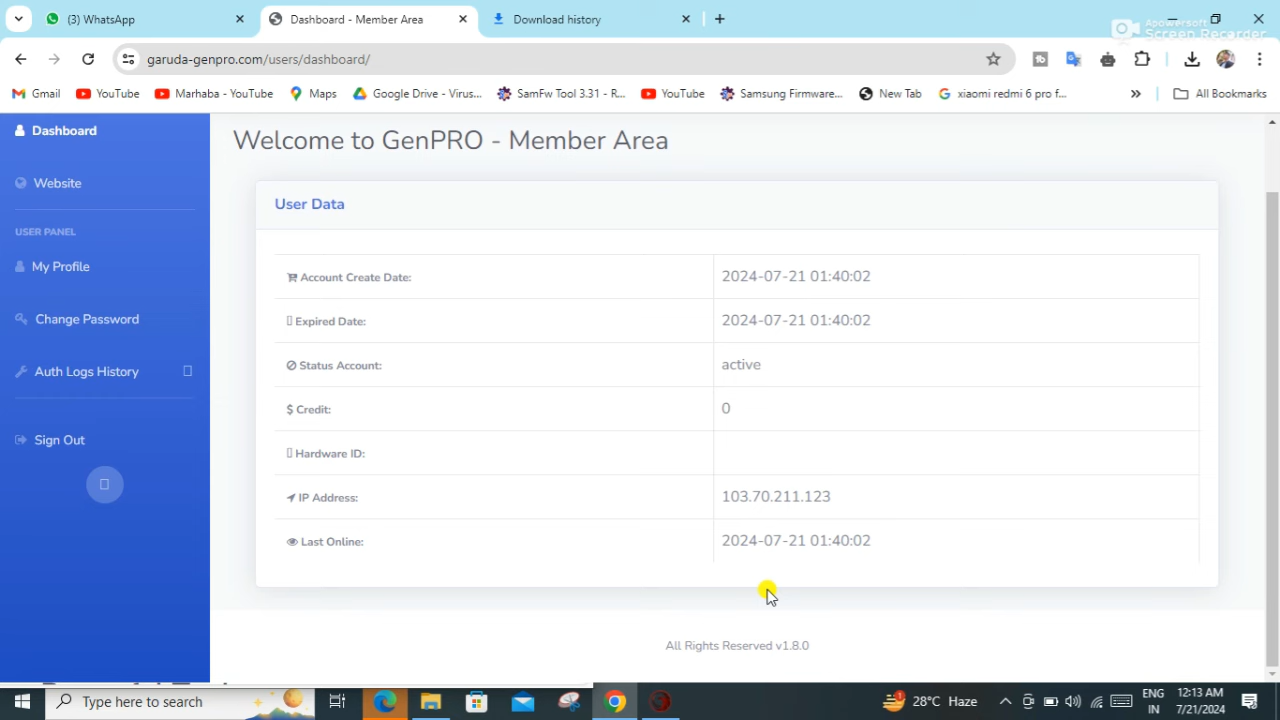 (3) WhatsApp
Dashboard - Member Area
Download history
Apowersoft
Screen Recorder
garuda-genpro.com/users/dashboard/
Gmail
YouTube
Marhaba - YouTube
Maps
Google Drive - Virus...
SamFw Tool 3.31 - R...
YouTube
Samsung Firmware...
New Tab
xiaomi redmi 6 pro f...
»
All Bookmarks
Dashboard
Website
USER PANEL
My Profile
Change Password
Auth Logs History
Sign Out
Welcome to GenPRO - Member Area
User Data
Account Create Date: 2024-07-21 01:40:02
Expired Date: 2024-07-21 01:40:02
Status Account: active
$ Credit: 0
Hardware ID:
IP Address: 103.70.211.123
Last Online: 2024-07-21 01:40:02
All Rights Reserved v1.8.0
Type here to search
28°C Haze
ENG
IN
12:13 AM
7/21/2024